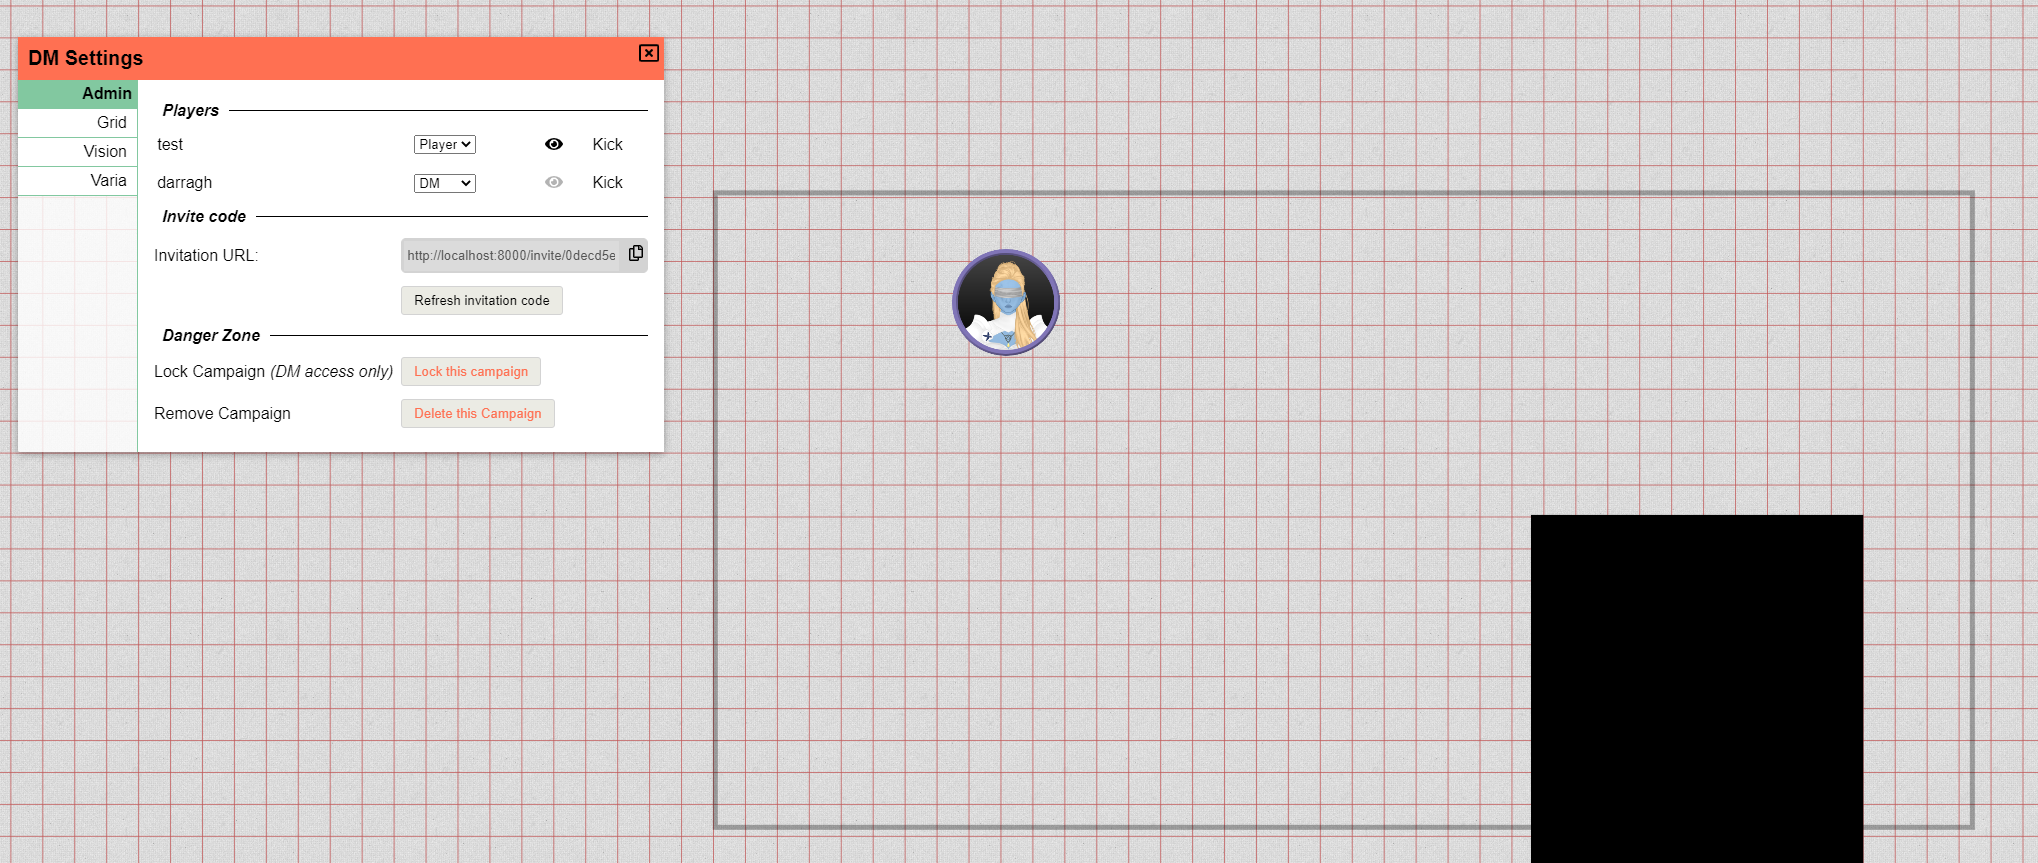 DM Settings
Admin
Grid
Vision
Varia
Players
test Player Kick
darragh DM Kick
Invite code
Invitation URL: http://localhost:8000/invite/0decd5e
Refresh invitation code
Danger Zone
Lock Campaign (DM access only) Lock this campaign
Remove Campaign Delete this Campaign